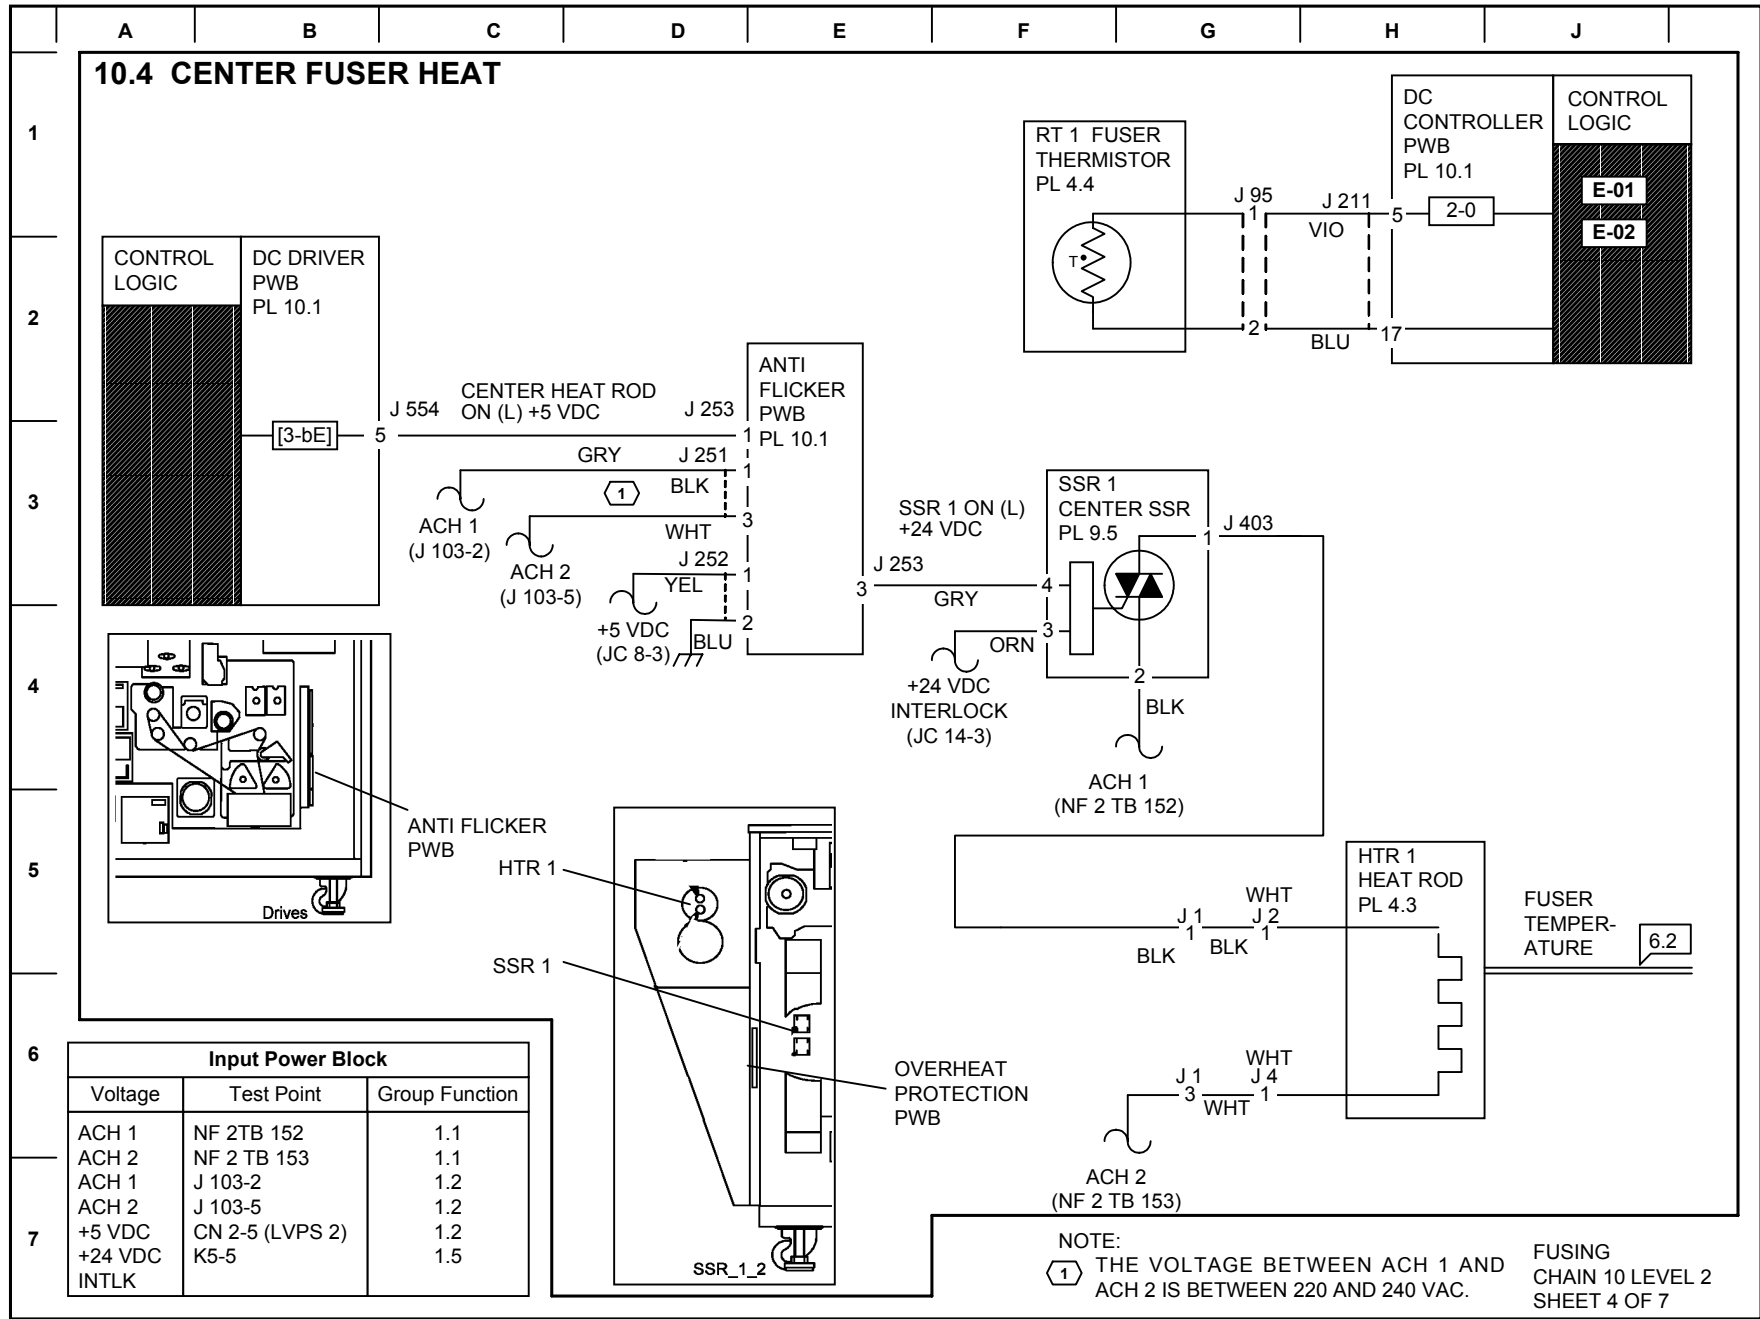 A B C D E F G H J
1
2
3
4
5
6
7
10.4 CENTER FUSER HEAT
CONTROL
LOGIC
DC DRIVER
PWB
PL 10.1
[3-bE]
J 554
5
CENTER HEAT ROD
ON (L) +5 VDC
J 253
1
GRY
J 251
1
1
BLK
3
WHT
ACH 1
(J 103-2)
ACH 2
(J 103-5)
J 252
1
YEL
2
BLU
+5 VDC
(JC 8-3)
ANTI
FLICKER
PWB
PL 10.1
J 253
3
GRY
SSR 1 ON (L)
+24 VDC
SSR 1
CENTER SSR
PL 9.5
4
3
ORN
+24 VDC
INTERLOCK
(JC 14-3)
1
J 403
2
BLK
ACH 1
(NF 2 TB 152)
RT 1 FUSER
THERMISTOR
PL 4.4
T
J 95
1
2
J 211
VIO
BLU
5
17
2-0
DC
CONTROLLER
PWB
PL 10.1
CONTROL
LOGIC
E-01
E-02
ANTI FLICKER
PWB
Drives
HTR 1
SSR 1
OVERHEAT
PROTECTION
PWB
SSR_1_2
WHT
J 1
1
J 2
1
BLK
BLK
HTR 1
HEAT ROD
PL 4.3
FUSER
TEMPER-
ATURE
6.2
WHT
J 1
3
J 4
1
WHT
ACH 2
(NF 2 TB 153)
Input Power Block
Voltage Test Point Group Function
ACH 1 NF 2TB 152 1.1
ACH 2 NF 2 TB 153 1.1
ACH 1 J 103-2 1.2
ACH 2 J 103-5 1.2
+5 VDC CN 2-5 (LVPS 2) 1.2
+24 VDC K5-5 1.5
INTLK
NOTE:
1 THE VOLTAGE BETWEEN ACH 1 AND
ACH 2 IS BETWEEN 220 AND 240 VAC.
FUSING
CHAIN 10 LEVEL 2
SHEET 4 OF 7